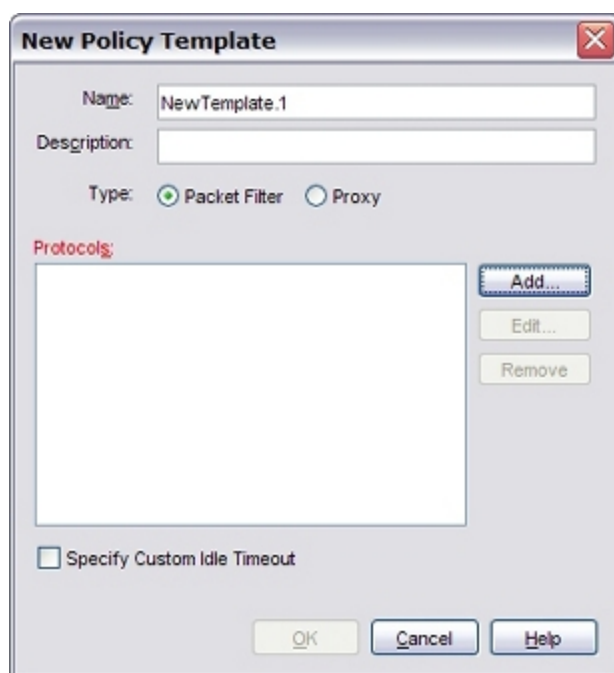 New Policy Template
Name: NewTemplate.1
Description:
Type: Packet Filter Proxy
Protocols:
Add...
Edit...
Remove
Specify Custom Idle Timeout
OK Cancel Help